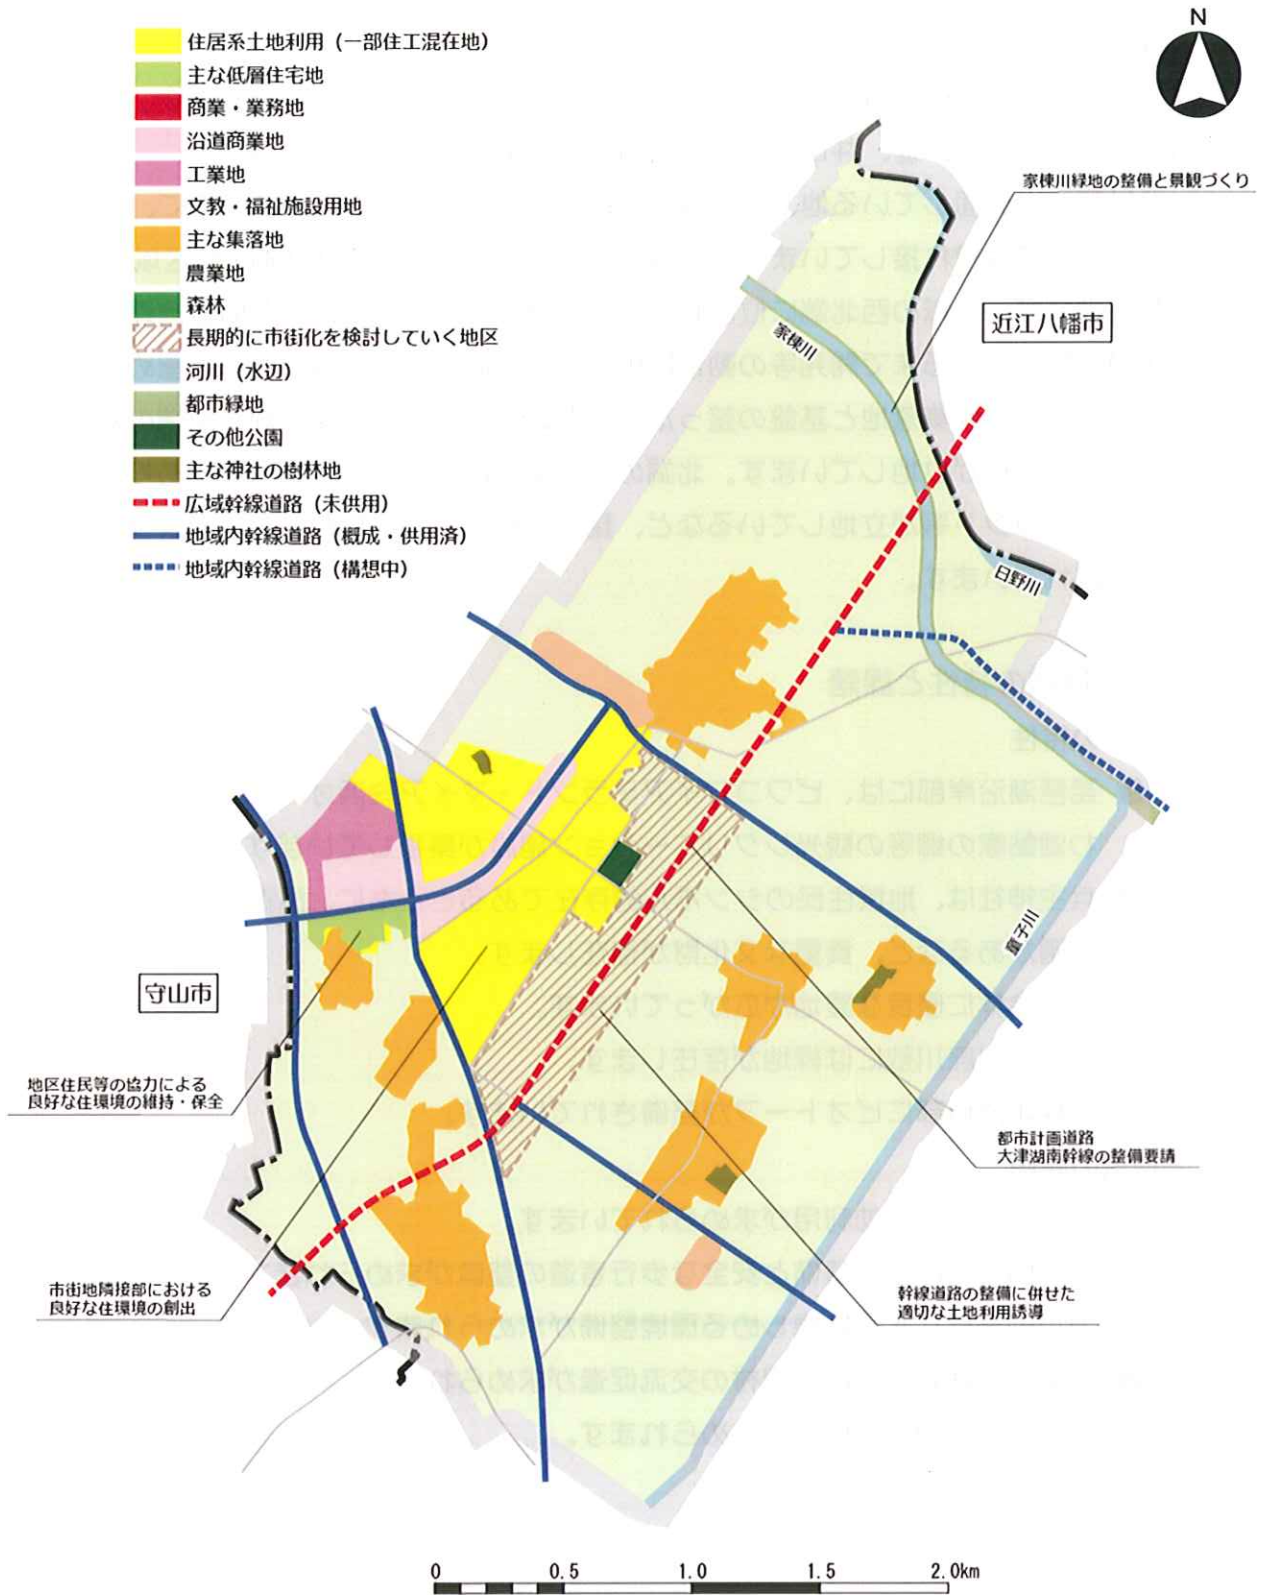 N
住居系土地利用（一部住工混在地）
主な低層住宅地
商業・業務地
沿道商業地
工業地
文教・福祉施設用地
主な集落地
農業地
森林
長期的に市街化を検討していく地区
河川（水辺）
都市緑地
その他公園
主な神社の樹林地
広域幹線道路（未供用）
地域内幹線道路（概成・供用済）
地域内幹線道路（構想中）
家棟川緑地の整備と景観づくり
近江八幡市
家棟川
日野川
童子川
守山市
地区住民等の協力による
良好な住環境の維持・保全
都市計画道路
大津湖南幹線の整備要請
市街地隣接部における
良好な住環境の創出
幹線道路の整備に併せた
適切な土地利用誘導
0 0.5 1.0 1.5 2.0km